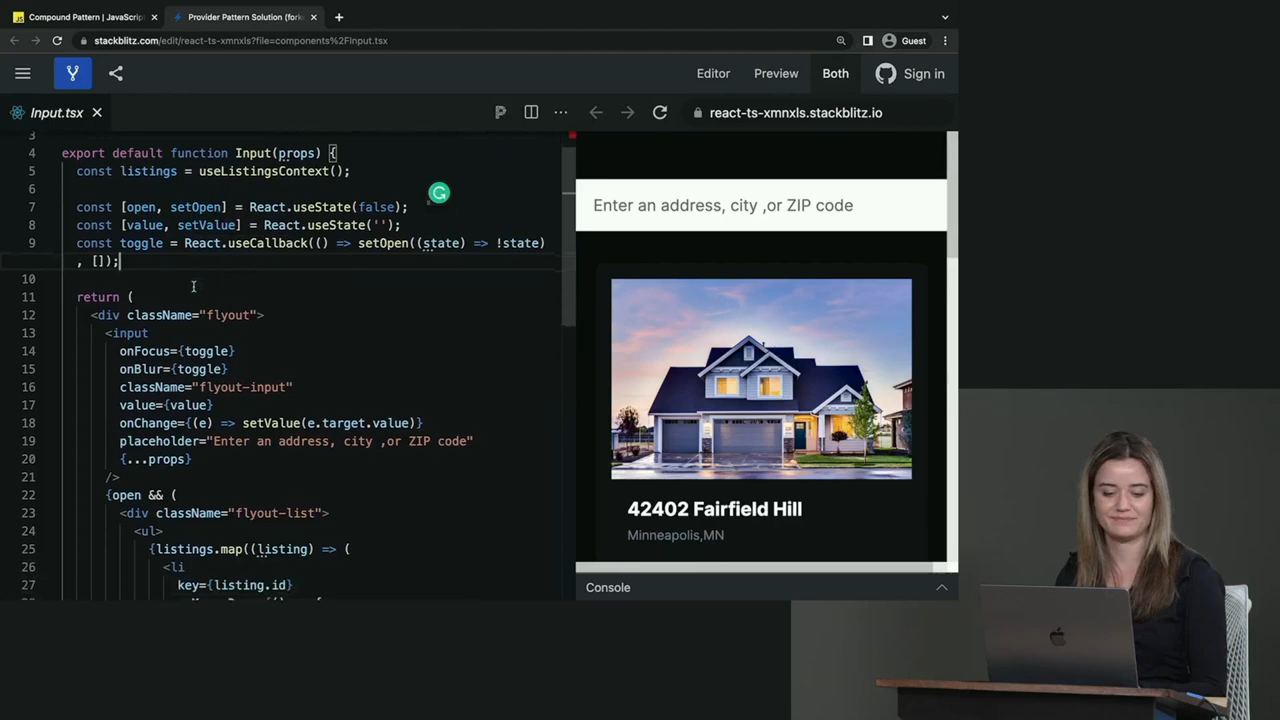 Compound Pattern | JavaScri
Provider Pattern Solution (fork
stackblitz.com/edit/react-ts-xmnxls?file=components%2FInput.tsx
Guest
Editor
Preview
Both
Sign in
Input.tsx
react-ts-xmnxls.stackblitz.io
3
4 export default function Input(props) {
5 const listings = useListingsContext();
6
7 const [open, setOpen] = React.useState(false);
8 const [value, setValue] = React.useState('');
9 const toggle = React.useCallback(() => setOpen((state) => !state)
, []);
10
11 return (
12 <div className="flyout">
13 <input
14 onFocus={toggle}
15 onBlur={toggle}
16 className="flyout-input"
17 value={value}
18 onChange={(e) => setValue(e.target.value)}
19 placeholder="Enter an address, city ,or ZIP code"
20 {...props}
21 />
22 {open && (
23 <div className="flyout-list">
24 <ul>
25 {listings.map((listing) => (
26 <li
27 key={listing.id}
Enter an address, city ,or ZIP code
42402 Fairfield Hill
Minneapolis,MN
Console